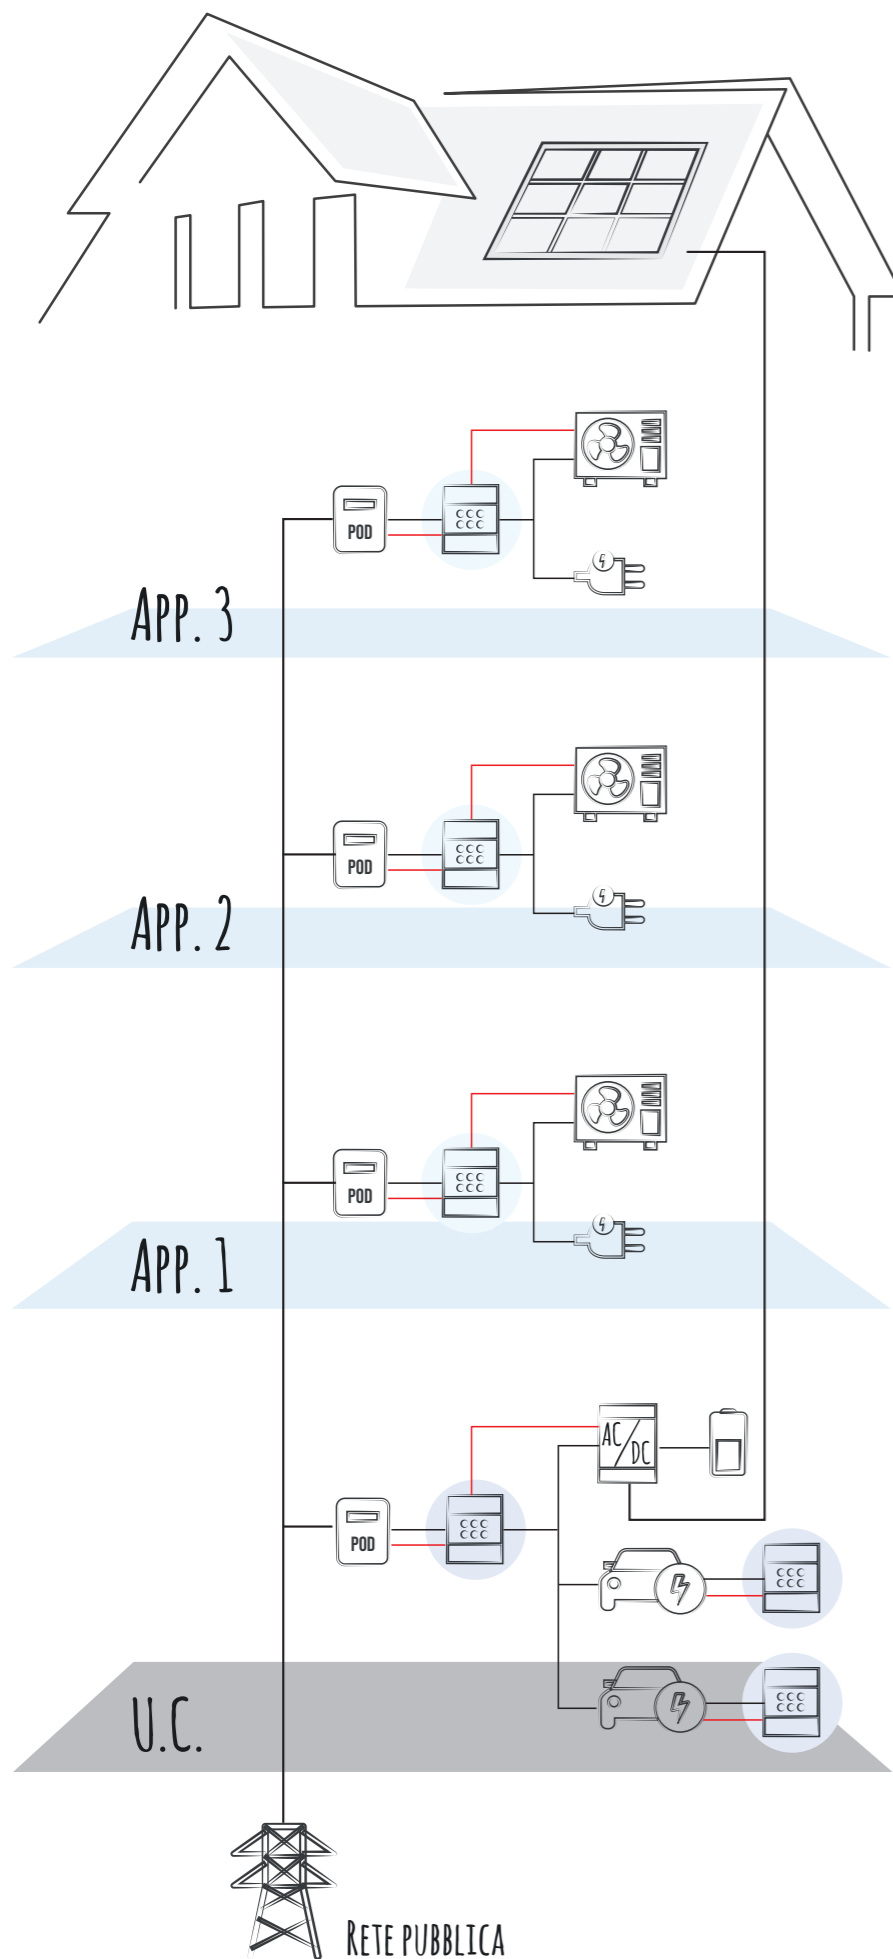 POD
App. 3
POD
App. 2
POD
App. 1
AC/DC
POD
U.C.
Rete pubblica